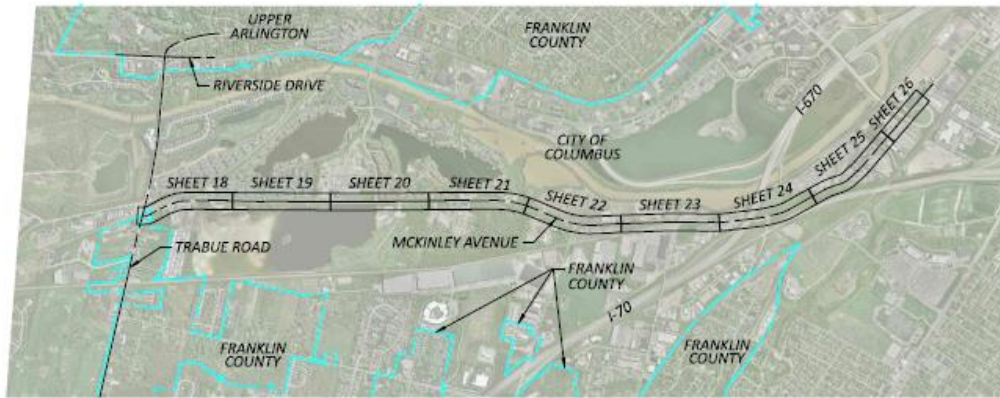 UPPER
ARLINGTON
FRANKLIN
COUNTY
RIVERSIDE DRIVE
I-670
SHEET 26
CITY OF
COLUMBUS
SHEET 25
SHEET 18
SHEET 19
SHEET 20
SHEET 21
SHEET 22
SHEET 23
SHEET 24
TRABUE ROAD
MCKINLEY AVENUE
FRANKLIN
COUNTY
I-70
FRANKLIN
COUNTY
FRANKLIN
COUNTY